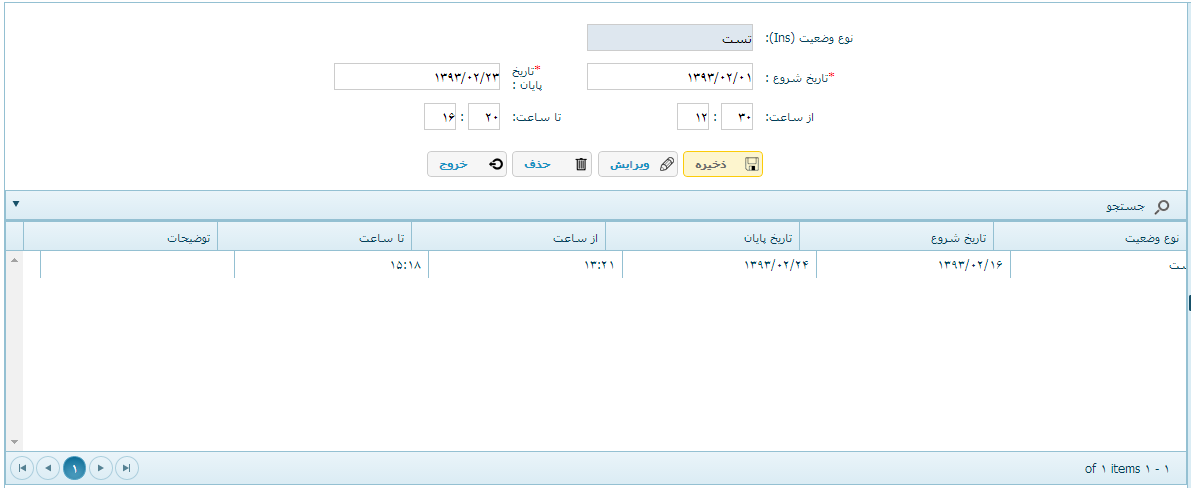 نوع وضعیت (Ins): تست
*تاریخ شروع : ۱۳۹۳/۰۲/۰۱ *تاریخ پایان : ۱۳۹۳/۰۲/۲۳
از ساعت: ۳۰ : ۱۲ تا ساعت: ۲۰ : ۱۶
ذخیره ویرایش حذف خروج
جستجو
نوع وضعیت تاریخ شروع تاریخ پایان از ساعت تا ساعت توضیحات
ست ۱۳۹۳/۰۲/۱۶ ۱۳۹۳/۰۲/۲۴ ۱۳:۲۱ ۱۵:۱۸
۱ of ۱ items ۱ - ۱